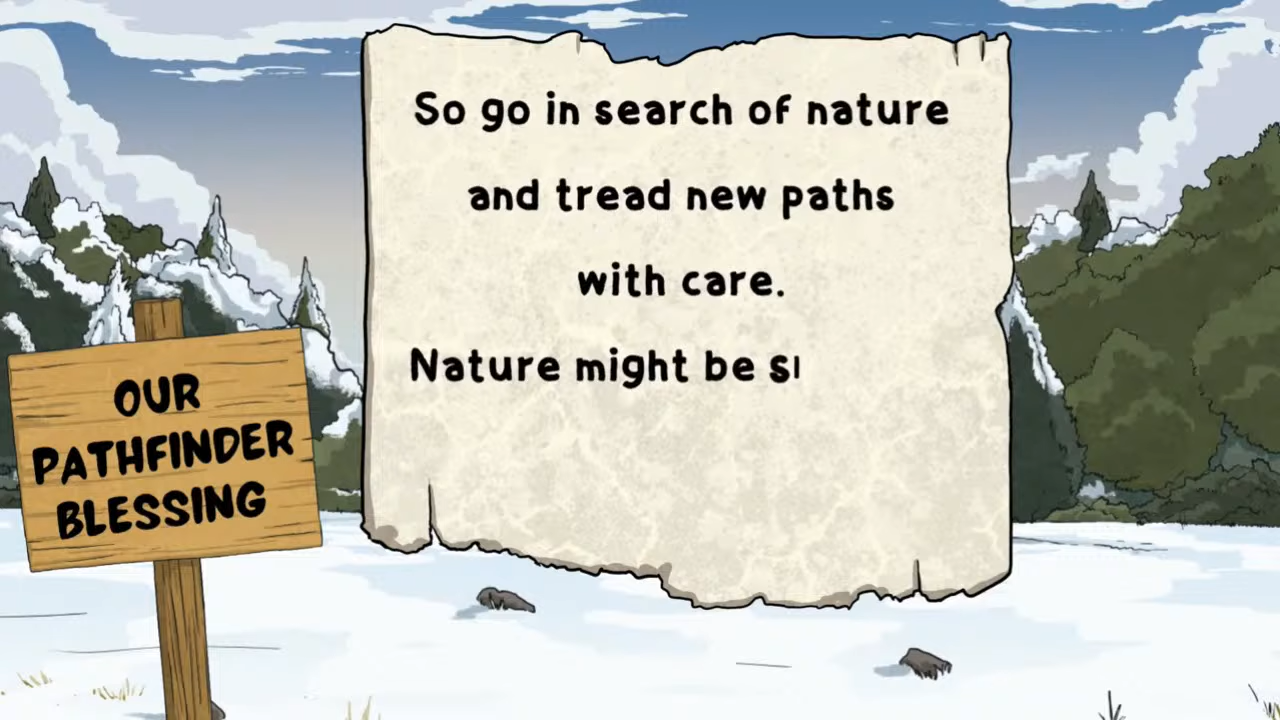 So go in search of nature
and tread new paths
with care.
Nature might be
OUR
PATHFINDER
BLESSING